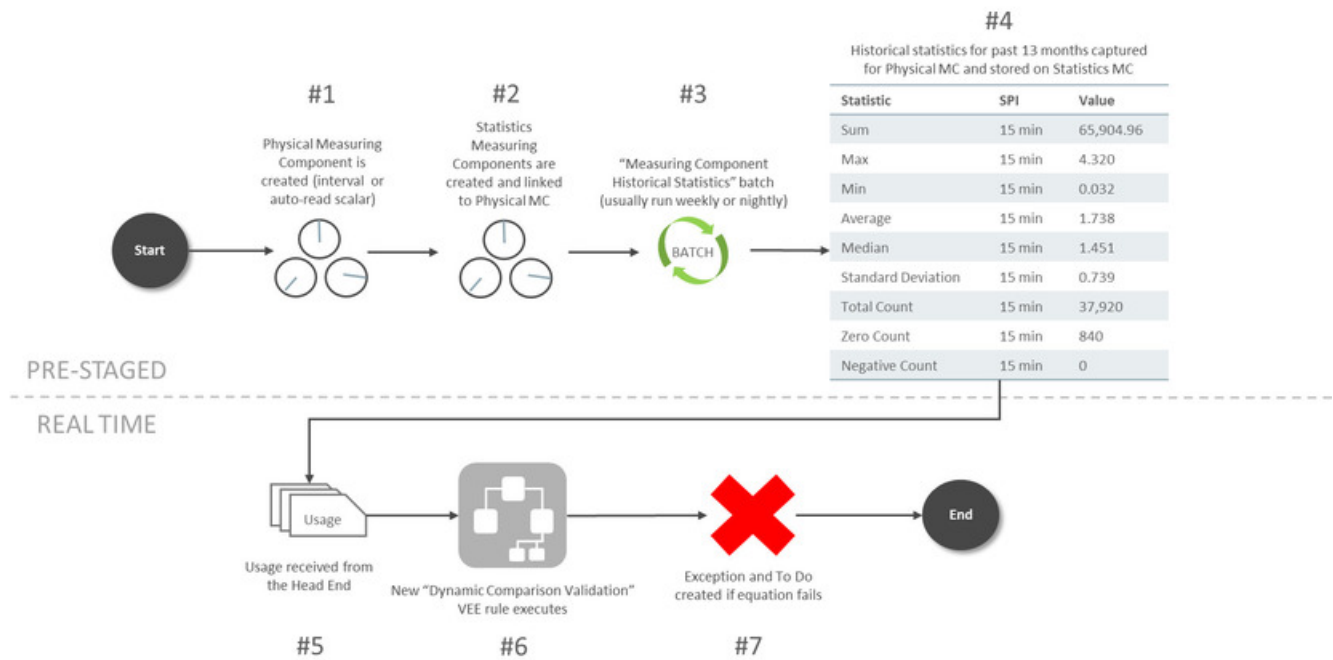 #4
Historical statistics for past 13 months captured
for Physical MC and stored on Statistics MC
#1
Physical Measuring
Component is
created (interval or
auto-read scalar)
#2
Statistics
Measuring
Components are
created and linked
to Physical MC
#3
“Measuring Component
Historical Statistics” batch
(usually run weekly or nightly)
Start
BATCH
Statistic SPI Value
Sum 15 min 65,904.96
Max 15 min 4.320
Min 15 min 0.032
Average 15 min 1.738
Median 15 min 1.451
Standard Deviation 15 min 0.739
Total Count 15 min 37,920
Zero Count 15 min 840
Negative Count 15 min 0
PRE-STAGED
REAL TIME
Usage
Usage received from
the Head End
#5
New “Dynamic Comparison Validation”
VEE rule executes
#6
Exception and To Do
created if equation fails
#7
End